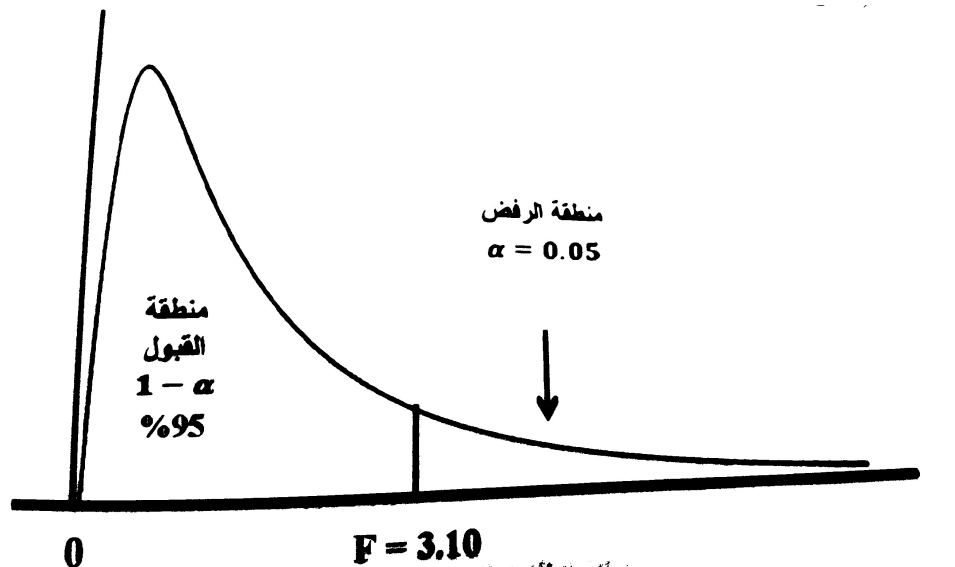 منطقة الرفض
α = 0.05
منطقة
القبول
1 − α
%95
0
F = 3.10